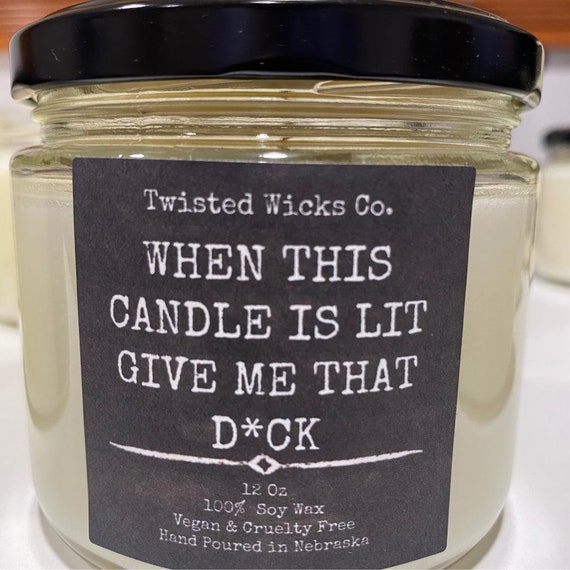 Twisted Wicks Co.
WHEN THIS
CANDLE IS LIT
GIVE ME THAT
D*CK
12 Oz
100% Soy Wax
Vegan & Cruelty Free
Hand Poured in Nebraska